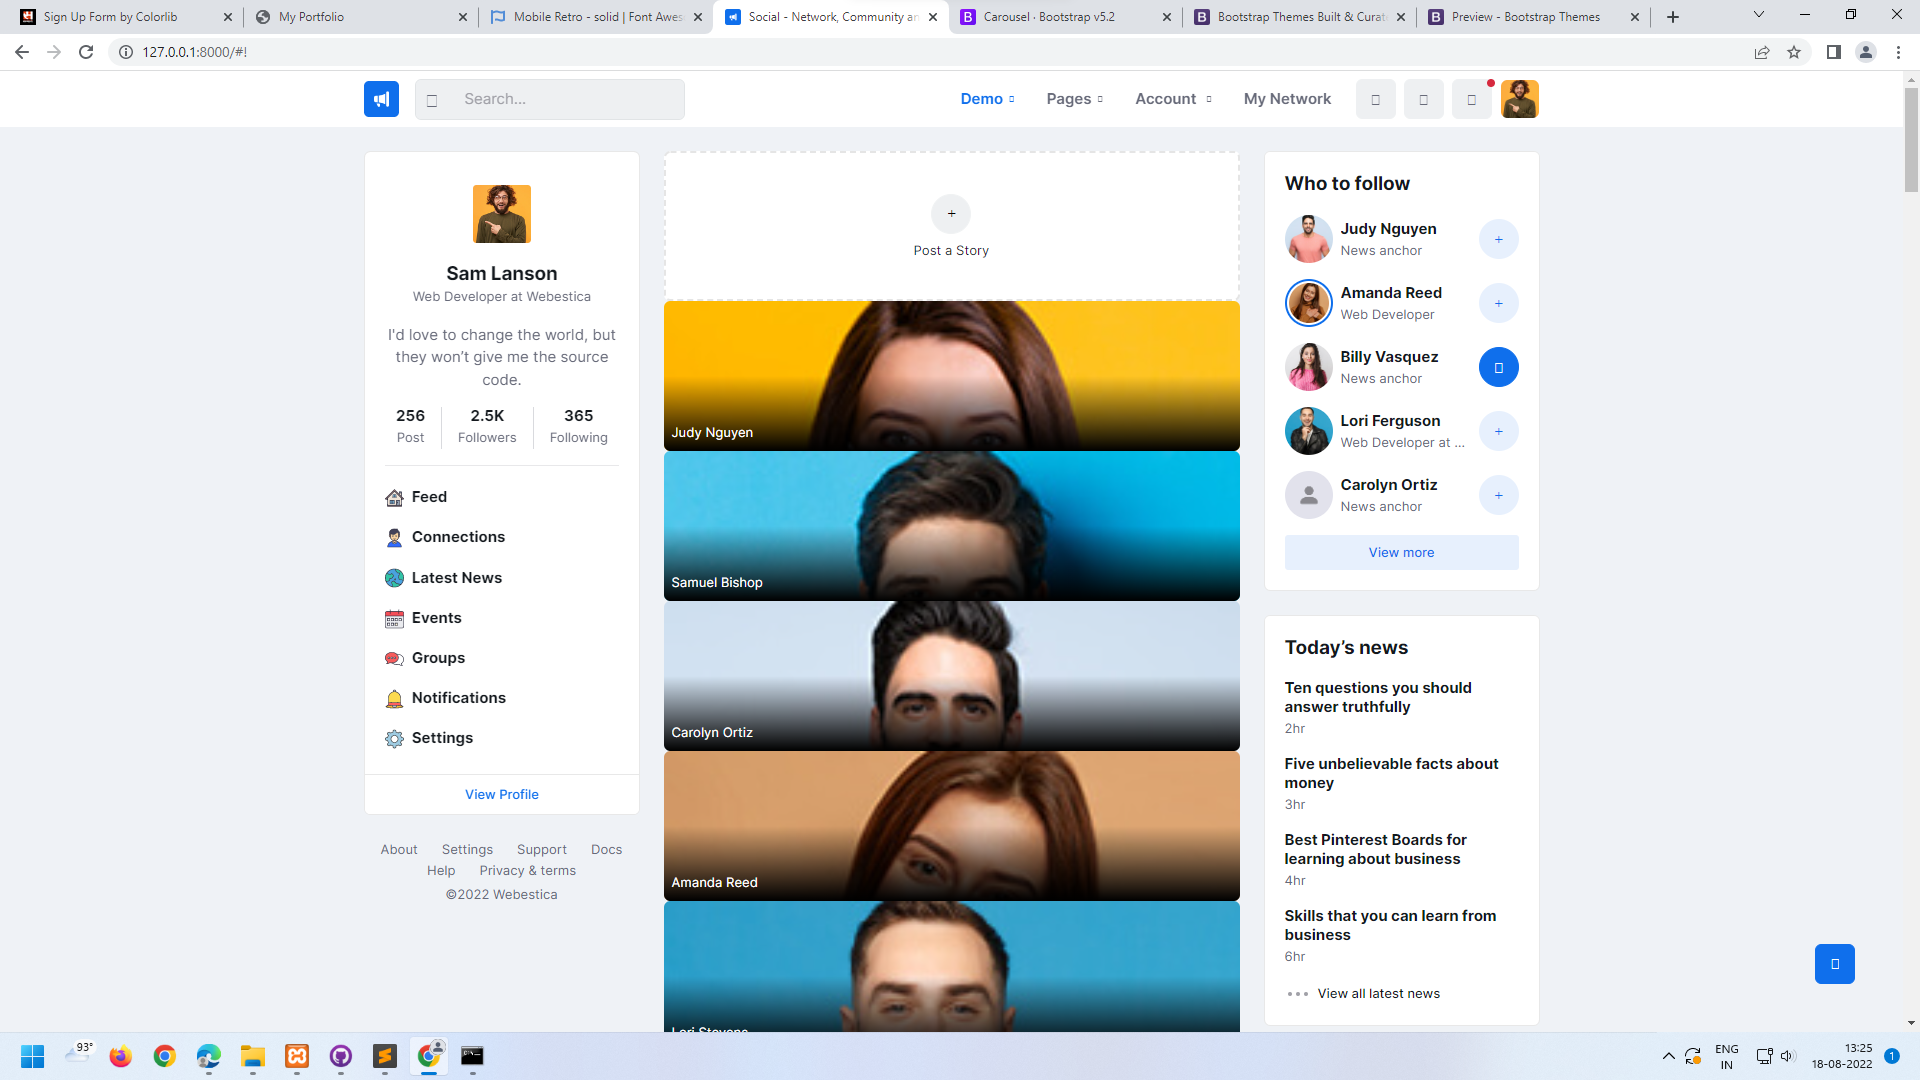 Sign Up Form by Colorlib
My Portfolio
Mobile Retro - solid | Font Awes
Social - Network, Community an
Carousel · Bootstrap v5.2
Bootstrap Themes Built & Curat
Preview - Bootstrap Themes
127.0.0.1:8000/#!
Search...
Demo
Pages
Account
My Network
Sam Lanson
Web Developer at Webestica
I'd love to change the world, but
they won’t give me the source
code.
256
Post
2.5K
Followers
365
Following
Feed
Connections
Latest News
Events
Groups
Notifications
Settings
View Profile
About
Settings
Support
Docs
Help
Privacy & terms
©2022 Webestica
Post a Story
Judy Nguyen
Samuel Bishop
Carolyn Ortiz
Amanda Reed
Lori Stevens
Who to follow
Judy Nguyen
News anchor
Amanda Reed
Web Developer
Billy Vasquez
News anchor
Lori Ferguson
Web Developer at ...
Carolyn Ortiz
News anchor
View more
Today’s news
Ten questions you should
answer truthfully
2hr
Five unbelievable facts about
money
3hr
Best Pinterest Boards for
learning about business
4hr
Skills that you can learn from
business
6hr
View all latest news
93°
ENG
IN
13:25
18-08-2022
1